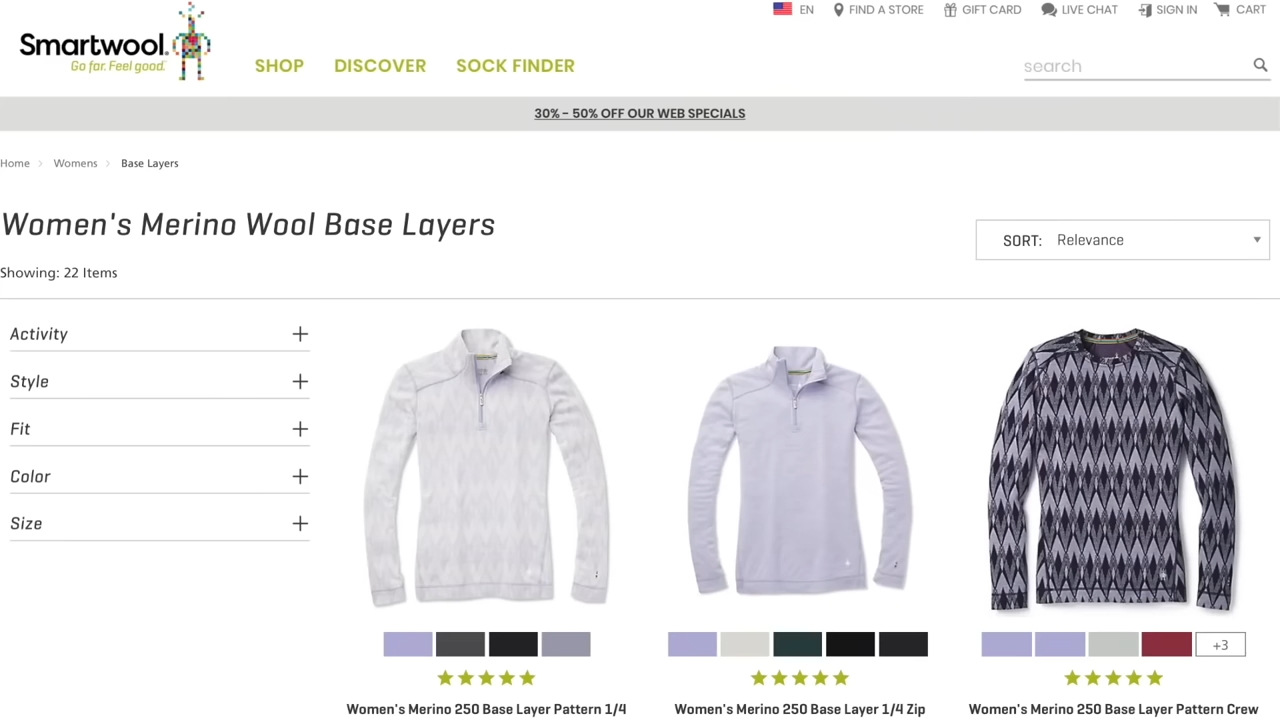 EN FIND A STORE GIFT CARD LIVE CHAT SIGN IN CART
Smartwool
Go far. Feel good.
SHOP DISCOVER SOCK FINDER
search
30% - 50% OFF OUR WEB SPECIALS
Home > Womens > Base Layers
Women's Merino Wool Base Layers
SORT: Relevance
Showing: 22 Items
Activity +
Style +
Fit +
Color +
Size +
+3
Women's Merino 250 Base Layer Pattern 1/4
Women's Merino 250 Base Layer 1/4 Zip
Women's Merino 250 Base Layer Pattern Crew